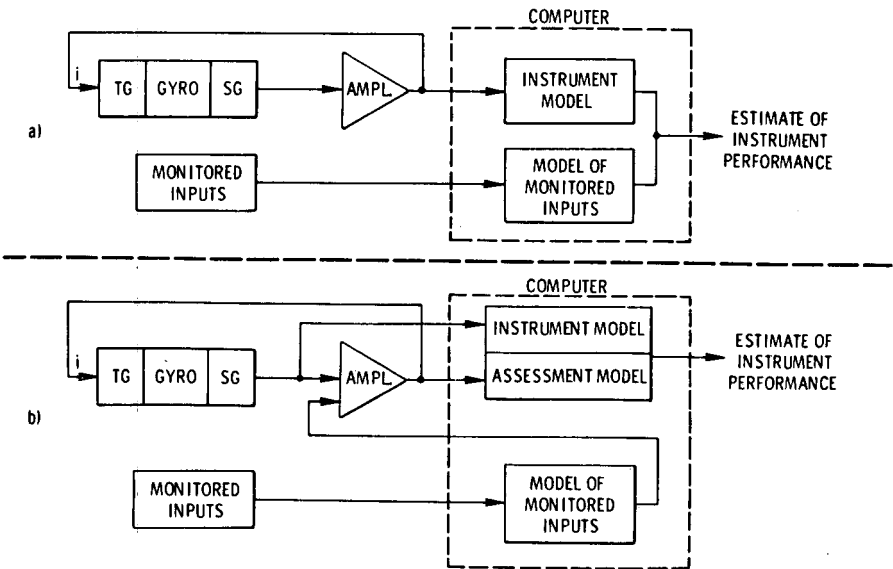 COMPUTER
i
TG GYRO SG
AMPL.
INSTRUMENT
MODEL
ESTIMATE OF
INSTRUMENT
PERFORMANCE
a)
MONITORED
INPUTS
MODEL OF
MONITORED
INPUTS
COMPUTER
INSTRUMENT MODEL
ESTIMATE OF
INSTRUMENT
PERFORMANCE
i
TG GYRO SG
AMPL.
ASSESSMENT MODEL
b)
MONITORED
INPUTS
MODEL OF
MONITORED
INPUTS